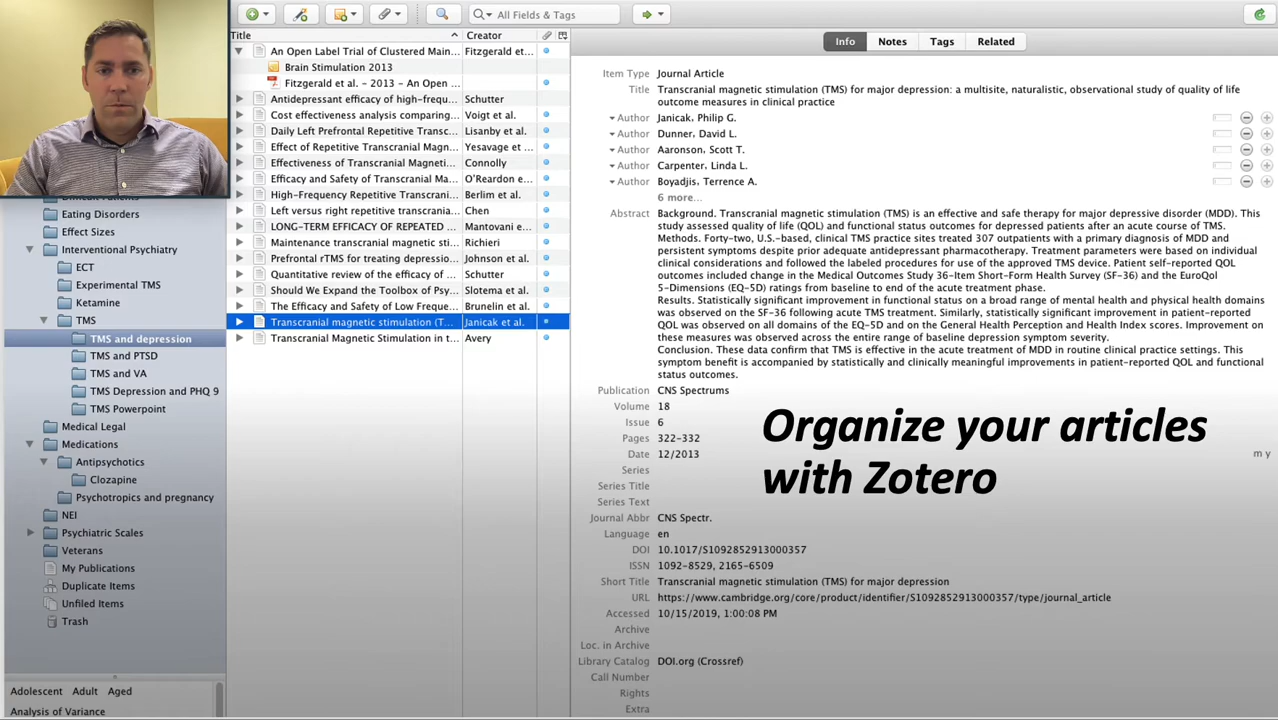 All Fields & Tags
Title
Creator
An Open Label Trial of Clustered Main...
Fitzgerald et...
Brain Stimulation 2013
Fitzgerald et al. - 2013 - An Open ...
Antidepressant efficacy of high-frequ...
Schutter
Cost effectiveness analysis comparing...
Voigt et al.
Daily Left Prefrontal Repetitive Transc...
Lisanby et al.
Effect of Repetitive Transcranial Magn...
Yesavage et ...
Effectiveness of Transcranial Magneti...
Connolly
Efficacy and Safety of Transcranial Ma...
O'Reardon e...
High-Frequency Repetitive Transcrani...
Berlim et al.
Left versus right repetitive transcrania...
Chen
LONG-TERM EFFICACY OF REPEATED ...
Mantovani e...
Maintenance transcranial magnetic sti...
Richieri
Prefrontal rTMS for treating depressio...
Johnson et al.
Quantitative review of the efficacy of ...
Schutter
Should We Expand the Toolbox of Psy...
Slotema et al.
The Efficacy and Safety of Low Freque...
Brunelin et al.
Transcranial magnetic stimulation (T...
Janicak et al.
Transcranial Magnetic Stimulation in t...
Avery
Eating Disorders
Effect Sizes
Interventional Psychiatry
ECT
Experimental TMS
Ketamine
TMS
TMS and depression
TMS and PTSD
TMS and VA
TMS Depression and PHQ 9
TMS Powerpoint
Medical Legal
Medications
Antipsychotics
Clozapine
Psychotropics and pregnancy
NEI
Psychiatric Scales
Veterans
My Publications
Duplicate Items
Unfiled Items
Trash
Adolescent Adult Aged
Analysis of Variance
Info Notes Tags Related
Item Type Journal Article
Title Transcranial magnetic stimulation (TMS) for major depression: a multisite, naturalistic, observational study of quality of life
outcome measures in clinical practice
Author Janicak, Philip G.
Author Dunner, David L.
Author Aaronson, Scott T.
Author Carpenter, Linda L.
Author Boyadjis, Terrence A.
6 more...
Abstract Background. Transcranial magnetic stimulation (TMS) is an effective and safe therapy for major depressive disorder (MDD). This
study assessed quality of life (QOL) and functional status outcomes for depressed patients after an acute course of TMS.
Methods. Forty-two, U.S.-based, clinical TMS practice sites treated 307 outpatients with a primary diagnosis of MDD and
persistent symptoms despite prior adequate antidepressant pharmacotherapy. Treatment parameters were based on individual
clinical considerations and followed the labeled procedures for use of the approved TMS device. Patient self-reported QOL
outcomes included change in the Medical Outcomes Study 36-Item Short-Form Health Survey (SF-36) and the EuroQol
5-Dimensions (EQ-5D) ratings from baseline to end of the acute treatment phase.
Results. Statistically significant improvement in functional status on a broad range of mental health and physical health domains
was observed on the SF-36 following acute TMS treatment. Similarly, statistically significant improvement in patient-reported
QOL was observed on all domains of the EQ-5D and on the General Health Perception and Health Index scores. Improvement on
these measures was observed across the entire range of baseline depression symptom severity.
Conclusion. These data confirm that TMS is effective in the acute treatment of MDD in routine clinical practice settings. This
symptom benefit is accompanied by statistically and clinically meaningful improvements in patient-reported QOL and functional
status outcomes.
Publication CNS Spectrums
Volume 18
Issue 6
Pages 322-332
Date 12/2013
m y
Series
Series Title
Series Text
Journal Abbr CNS Spectr.
Language en
DOI 10.1017/S1092852913000357
ISSN 1092-8529, 2165-6509
Short Title Transcranial magnetic stimulation (TMS) for major depression
URL https://www.cambridge.org/core/product/identifier/S1092852913000357/type/journal_article
Accessed 10/15/2019, 1:00:08 PM
Archive
Loc. in Archive
Library Catalog DOI.org (Crossref)
Call Number
Rights
Extra
Organize your articles
with Zotero